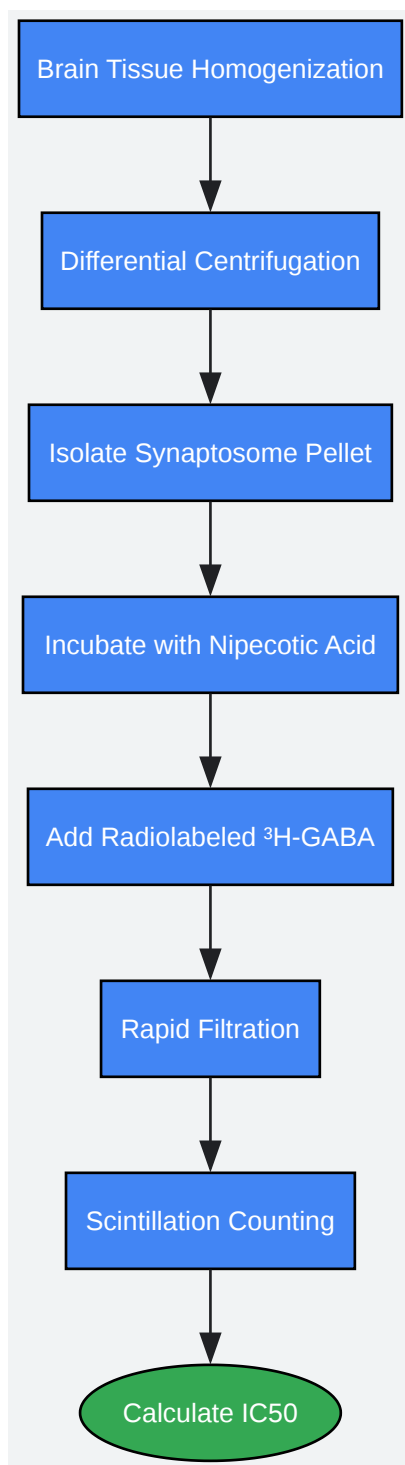 Brain Tissue Homogenization
Differential Centrifugation
Isolate Synaptosome Pellet
Incubate with Nipecotic Acid
Add Radiolabeled ³H-GABA
Rapid Filtration
Scintillation Counting
Calculate IC50